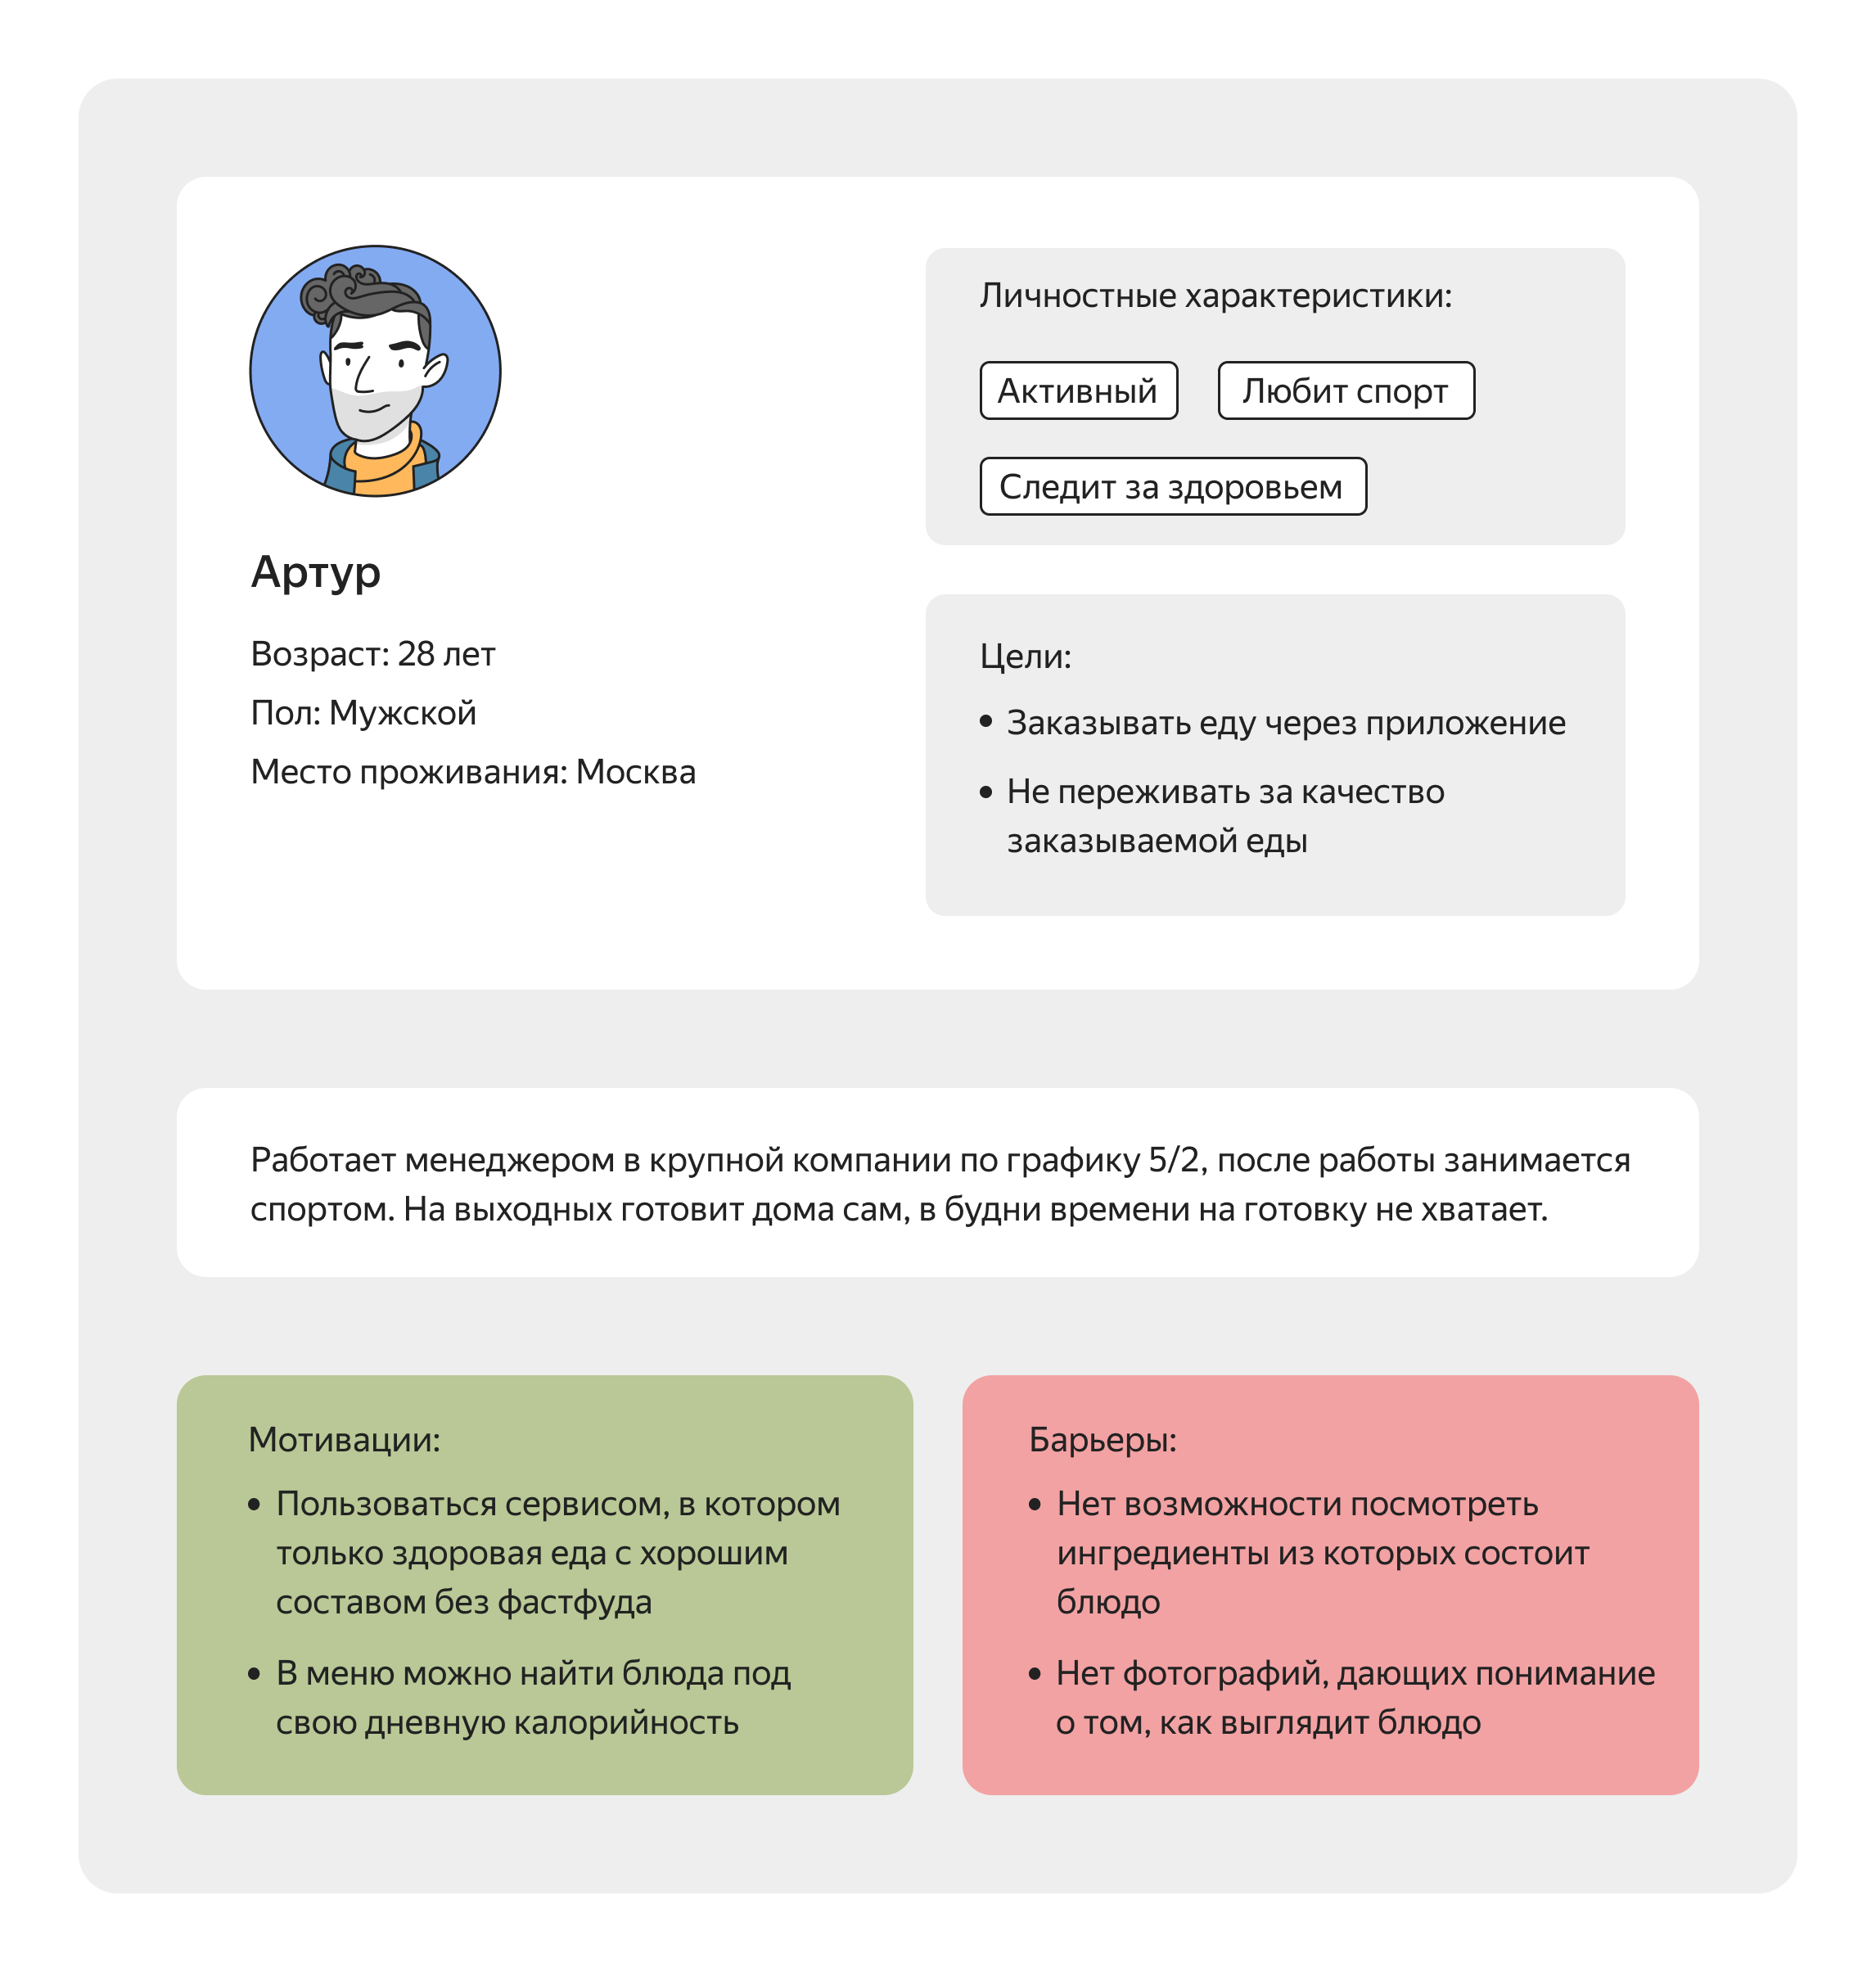 Артур
Возраст: 28 лет
Пол: Мужской
Место проживания: Москва
Личностные характеристики:
Активный
Любит спорт
Следит за здоровьем
Цели:
• Заказывать еду через приложение
• Не переживать за качество
заказываемой еды
Работает менеджером в крупной компании по графику 5/2, после работы занимается
спортом. На выходных готовит дома сам, в будни времени на готовку не хватает.
Мотивации:
• Пользоваться сервисом, в котором
только здоровая еда с хорошим
составом без фастфуда
• В меню можно найти блюда под
свою дневную калорийность
Барьеры:
• Нет возможности посмотреть
ингредиенты из которых состоит
блюдо
• Нет фотографий, дающих понимание
о том, как выглядит блюдо